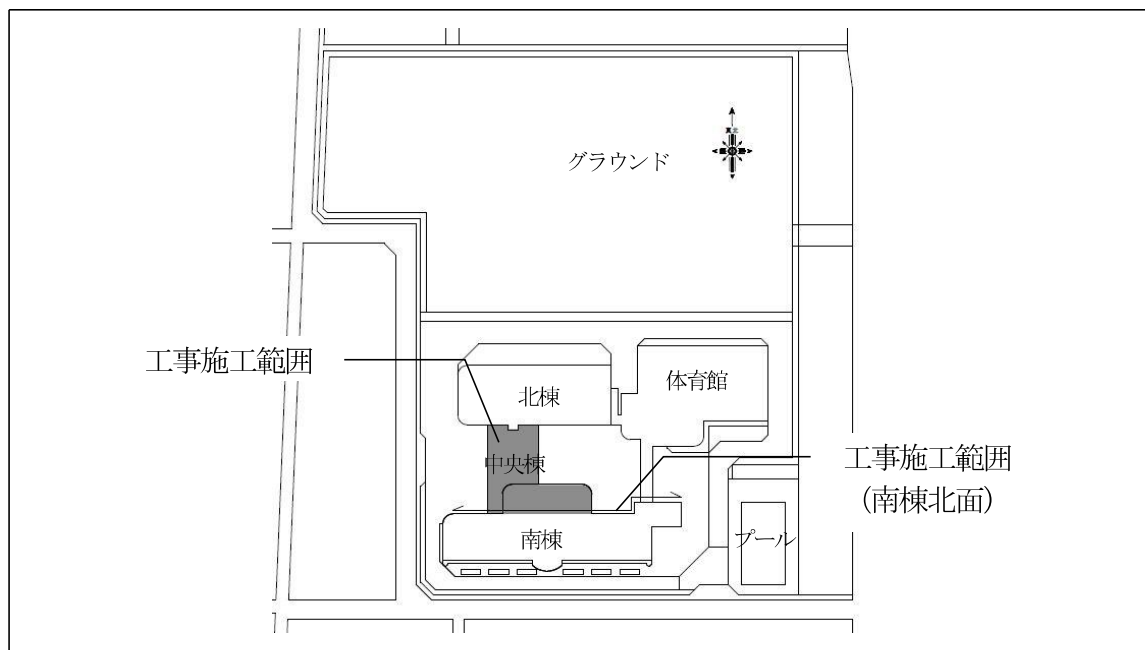 グラウンド
工事施工範囲
体育館
北棟
中央棟
工事施工範囲
(南棟北面)
南棟
プール